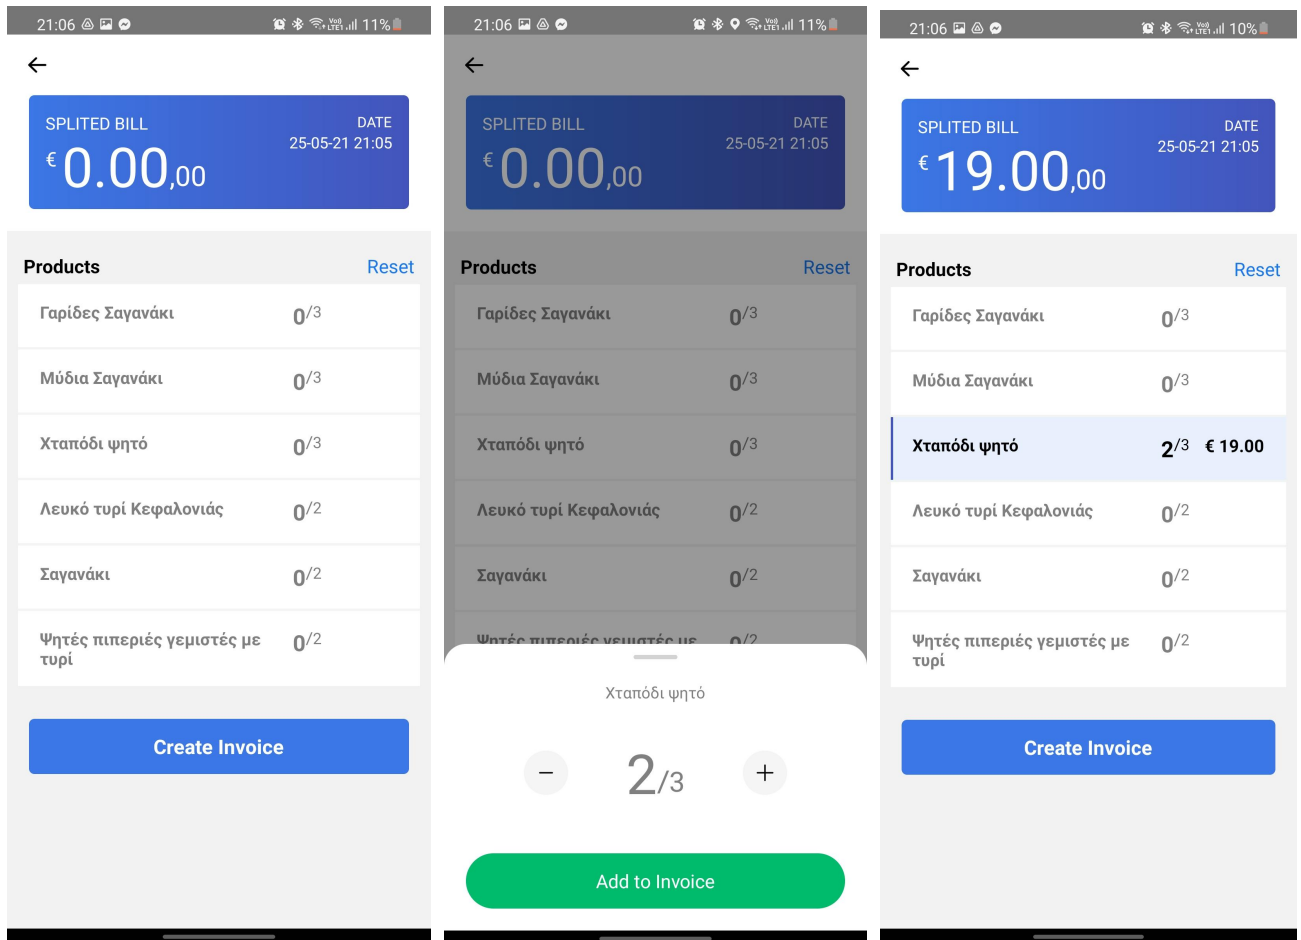 21:06
11%
SPLITED BILL
DATE
€ 0.00,00
25-05-21 21:05
Products
Reset
Γαρίδες Σαγανάκι 0/3
Μύδια Σαγανάκι 0/3
Χταπόδι ψητό 0/3
Λευκό τυρί Κεφαλονιάς 0/2
Σαγανάκι 0/2
Ψητές πιπεριές γεμιστές με 0/2
τυρί
Create Invoice
21:06
11%
SPLITED BILL
DATE
€ 0.00,00
25-05-21 21:05
Products
Reset
Γαρίδες Σαγανάκι 0/3
Μύδια Σαγανάκι 0/3
Χταπόδι ψητό 0/3
Λευκό τυρί Κεφαλονιάς 0/2
Σαγανάκι 0/2
Ψητές πιπεριές γεμιστές με 0/2
Χταπόδι ψητό
− 2/3 +
Add to Invoice
21:06
10%
SPLITED BILL
DATE
€ 19.00,00
25-05-21 21:05
Products
Reset
Γαρίδες Σαγανάκι 0/3
Μύδια Σαγανάκι 0/3
Χταπόδι ψητό 2/3 € 19.00
Λευκό τυρί Κεφαλονιάς 0/2
Σαγανάκι 0/2
Ψητές πιπεριές γεμιστές με 0/2
τυρί
Create Invoice